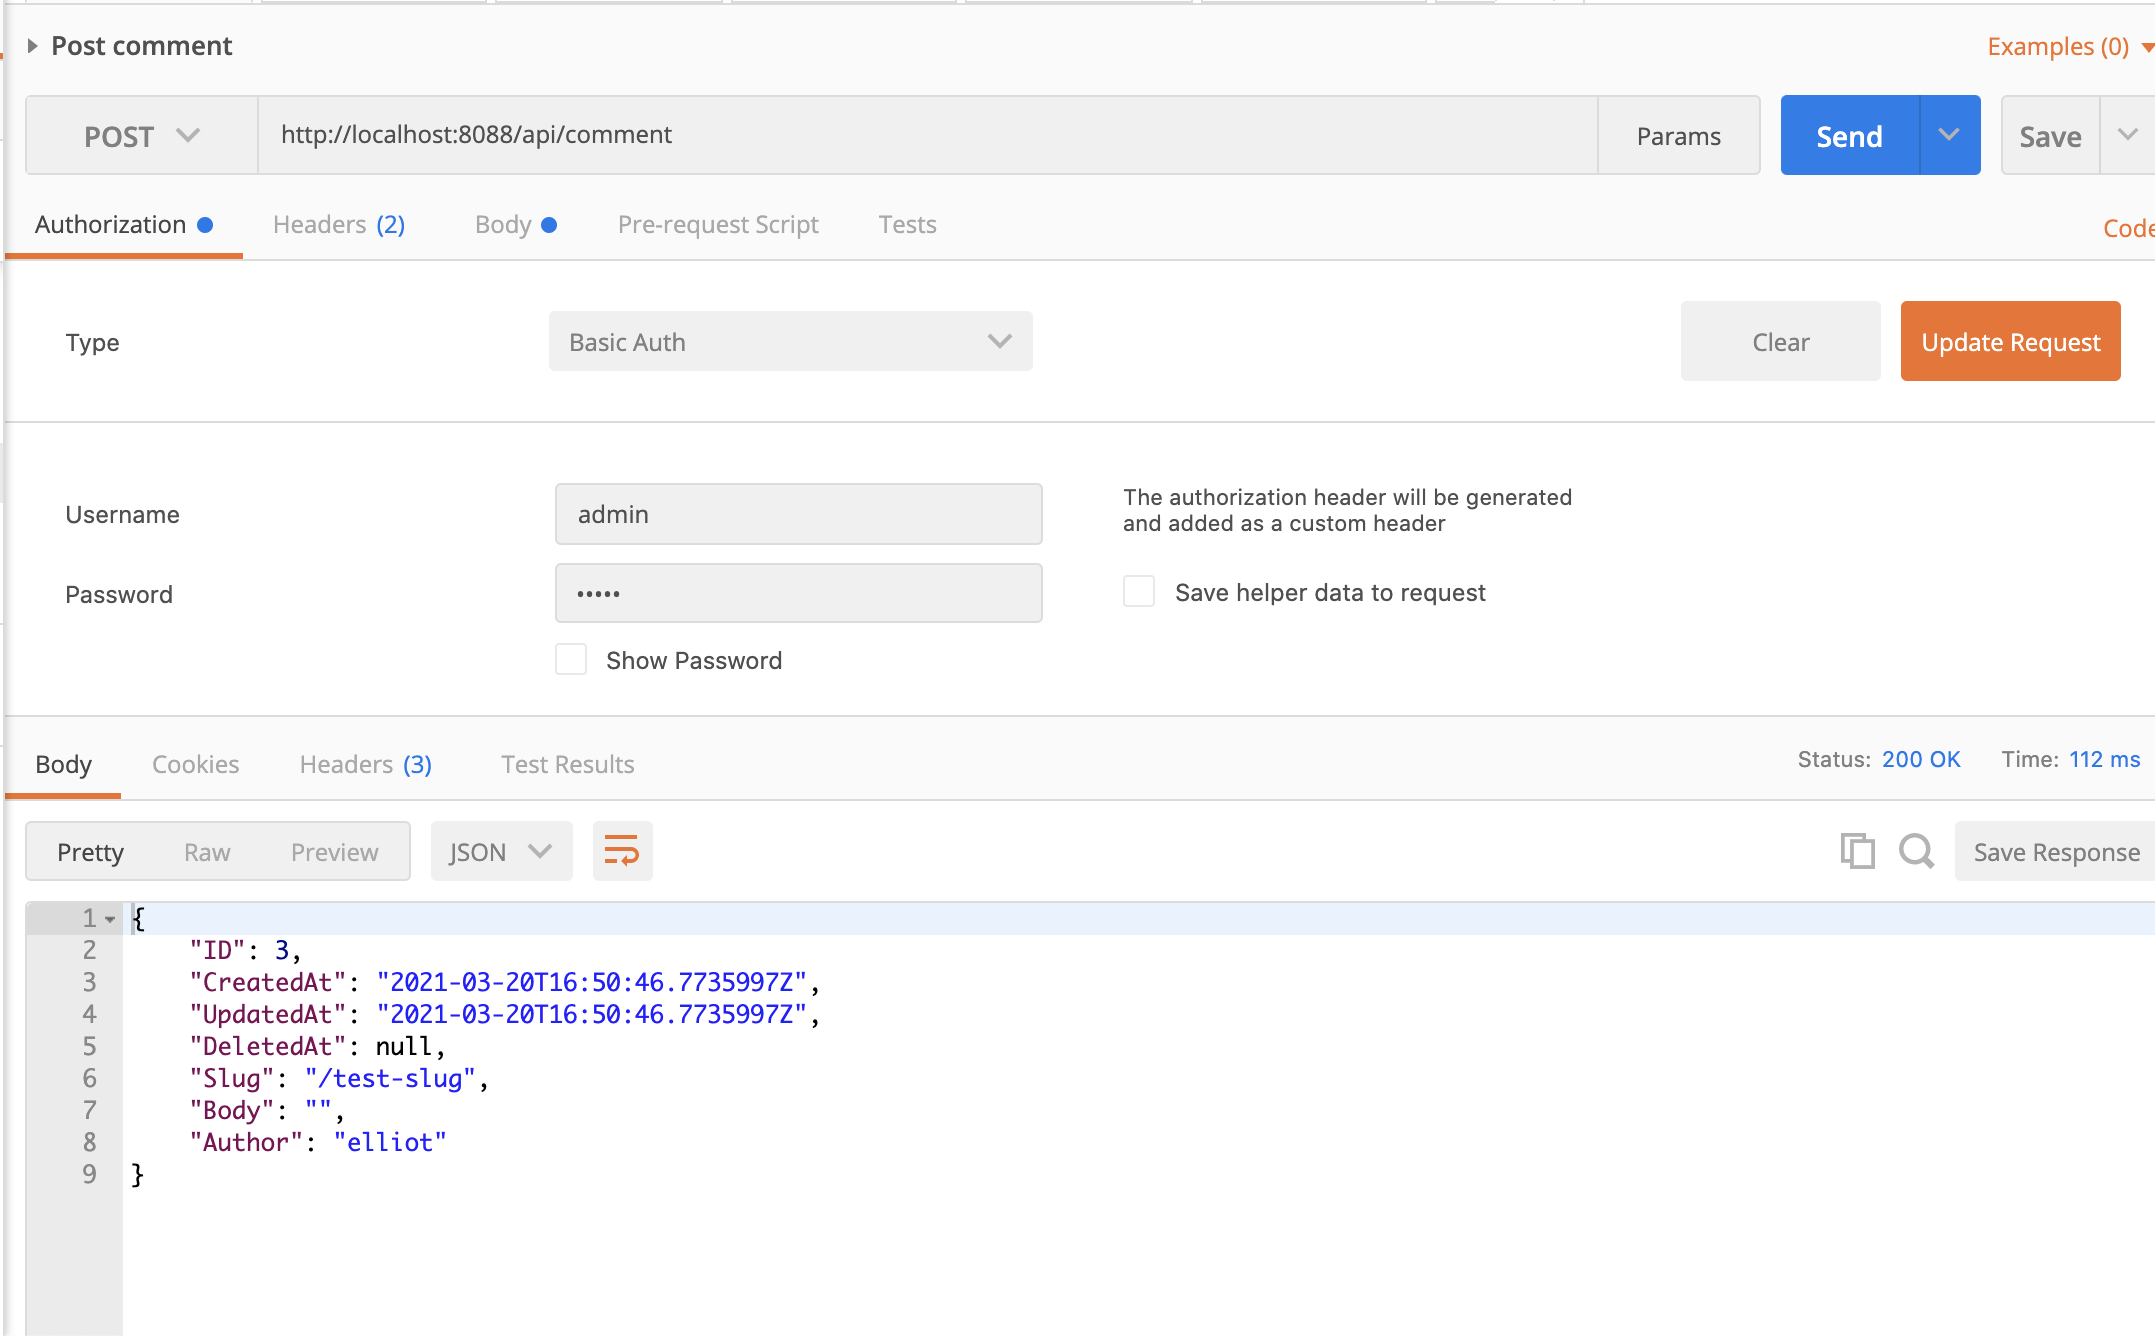 Post comment
Examples (0)
POST
http://localhost:8088/api/comment
Params
Send
Save
Authorization
Headers (2)
Body
Pre-request Script
Tests
Code
Type
Basic Auth
Clear
Update Request
Username
admin
The authorization header will be generated
and added as a custom header
Password
•••••
Save helper data to request
Show Password
Body
Cookies
Headers (3)
Test Results
Status: 200 OK
Time: 112 ms
Pretty
Raw
Preview
JSON
Save Response
1 {
2 "ID": 3,
3 "CreatedAt": "2021-03-20T16:50:46.7735997Z",
4 "UpdatedAt": "2021-03-20T16:50:46.7735997Z",
5 "DeletedAt": null,
6 "Slug": "/test-slug",
7 "Body": "",
8 "Author": "elliot"
9 }